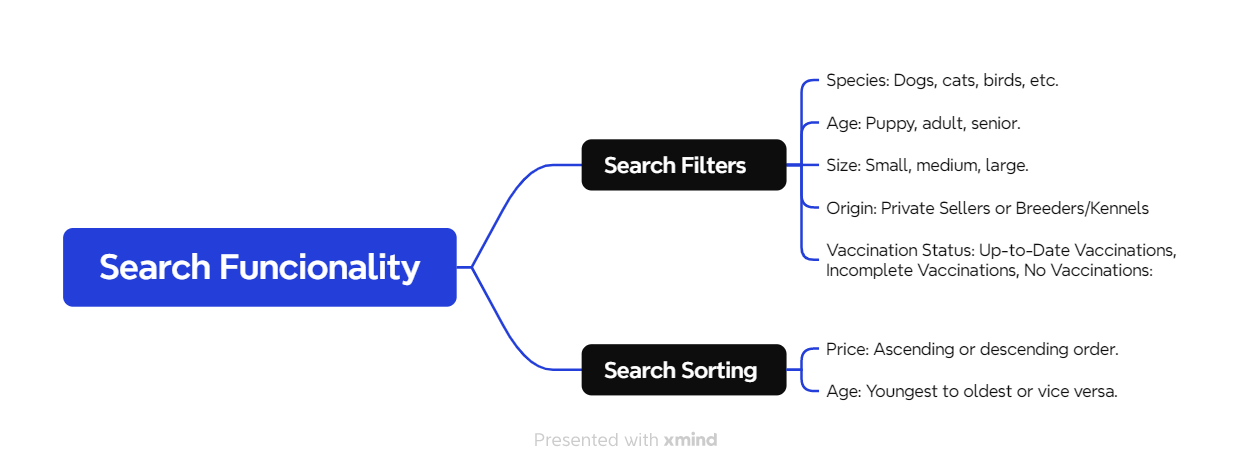 Species: Dogs, cats, birds, etc.
Age: Puppy, adult, senior.
Search Filters
Size: Small, medium, large.
Origin: Private Sellers or Breeders/Kennels
Vaccination Status: Up-to-Date Vaccinations,
Incomplete Vaccinations, No Vaccinations:
Search Funcionality
Price: Ascending or descending order.
Search Sorting
Age: Youngest to oldest or vice versa.
Presented with xmind